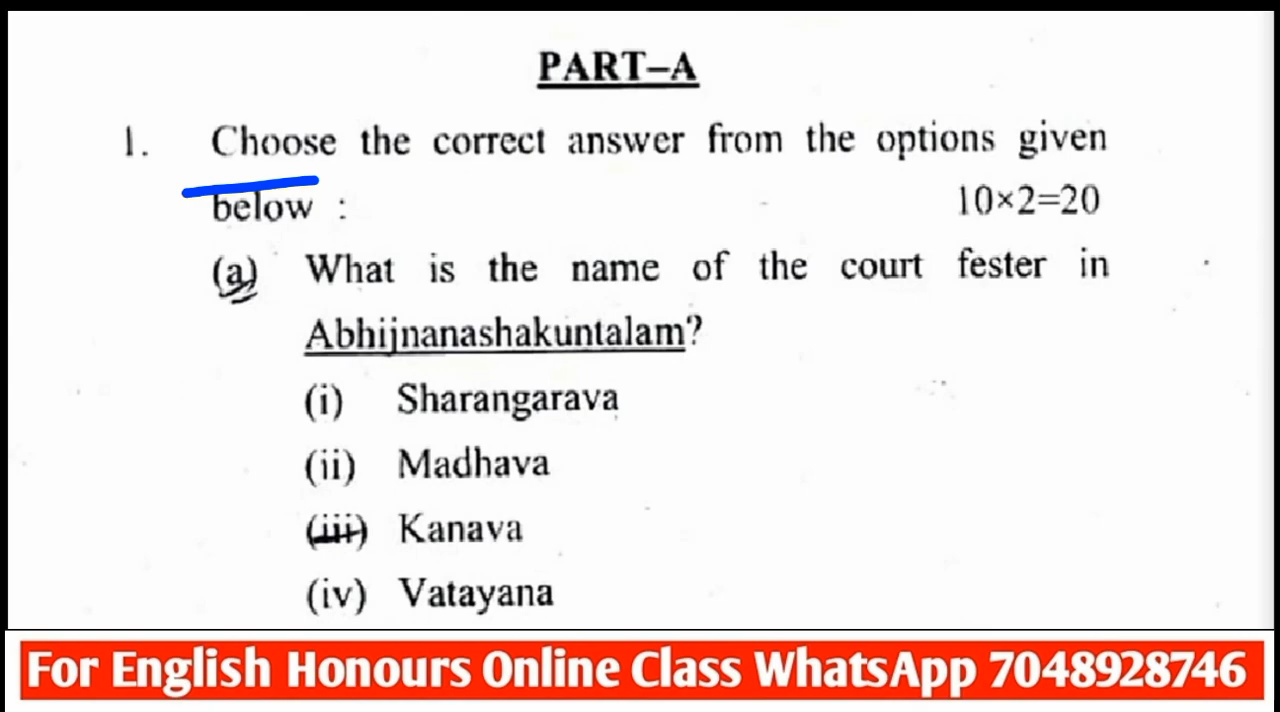 PART–A
1. Choose the correct answer from the options given
below : 10×2=20
(a) What is the name of the court fester in
Abhijnanashakuntalam?
(i) Sharangarava
(ii) Madhava
(iii) Kanava
(iv) Vatayana
For English Honours Online Class WhatsApp 7048928746